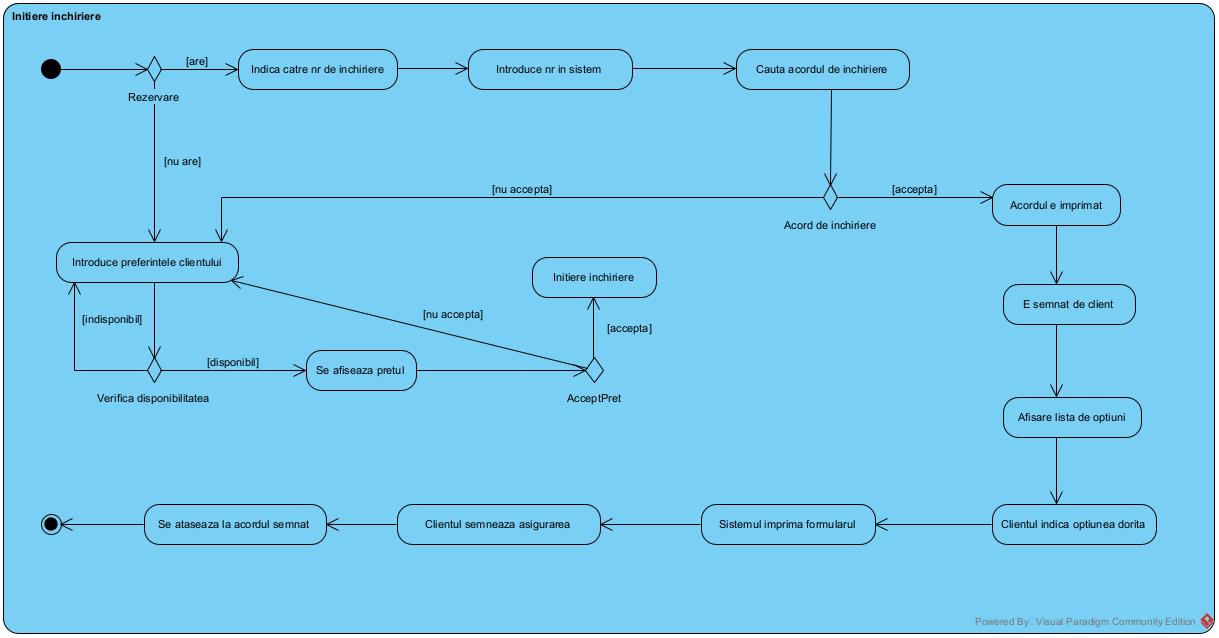 Initiere inchiriere
[are]
Indica catre nr de inchiriere
Introduce nr in sistem
Cauta acordul de inchiriere
Rezervare
[nu are]
[nu accepta]
[accepta]
Acordul e imprimat
Acord de inchiriere
Introduce preferintele clientului
Initiere inchiriere
E semnat de client
[indisponibil]
[nu accepta]
[accepta]
[disponibil]
Se afiseaza pretul
Verifica disponibilitatea
AcceptPret
Afisare lista de optiuni
Se ataseaza la acordul semnat
Clientul semneaza asigurarea
Sistemul imprima formularul
Clientul indica optiunea dorita
Powered By Visual Paradigm Community Edition